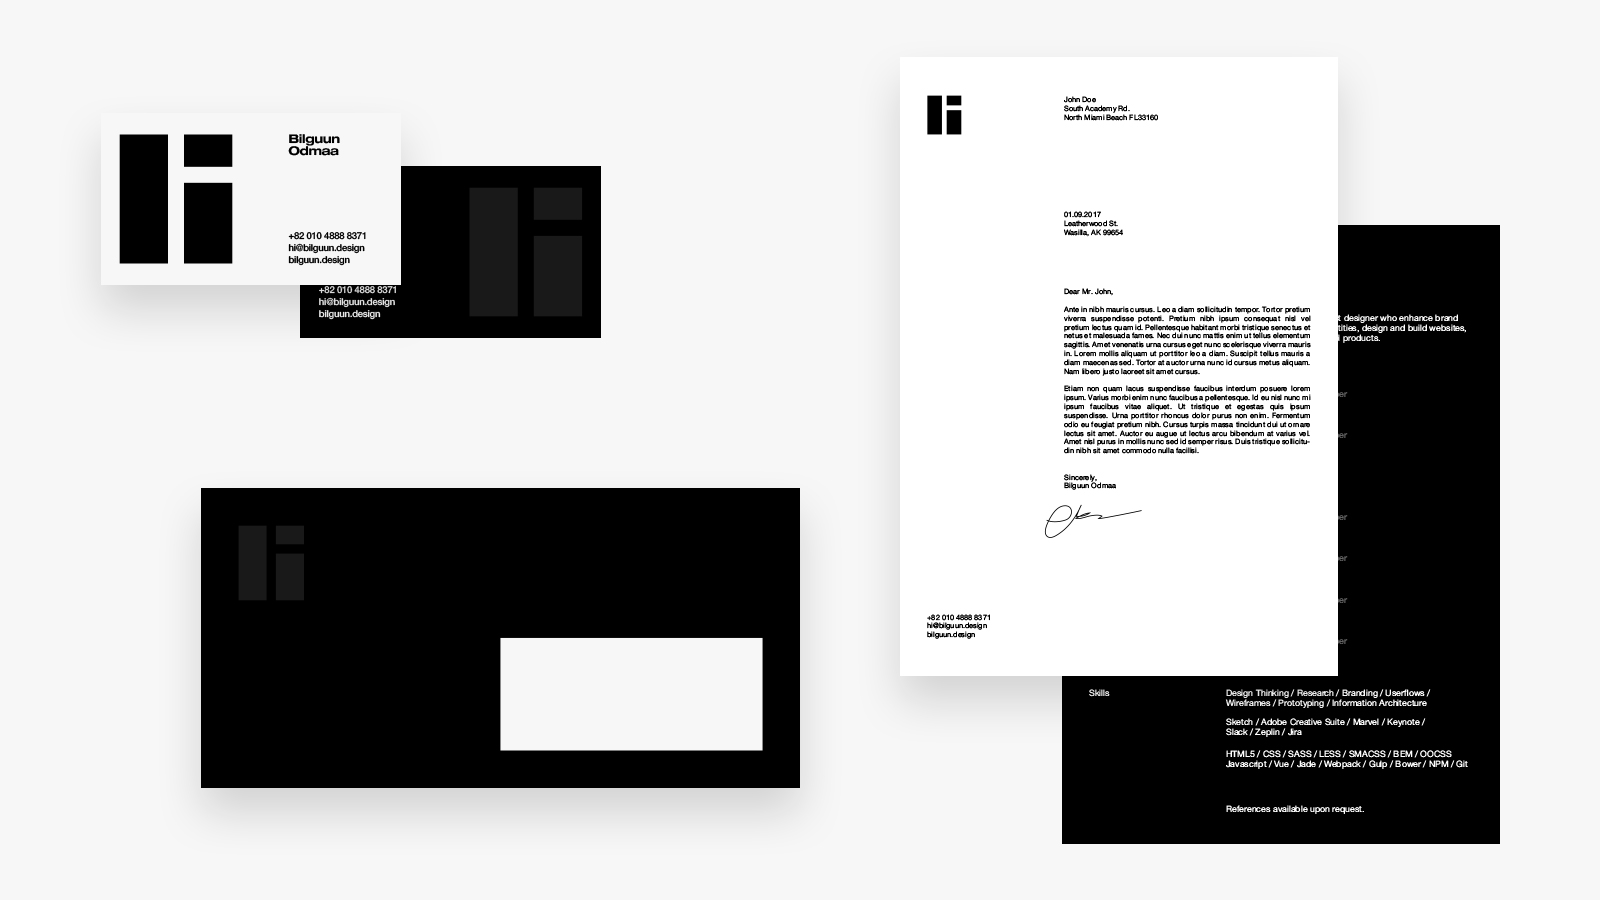 Bilguun
Odmaa
+82 010 4888 8371
hi@bilguun.design
bilguun.design
+82 010 4888 8371
hi@bilguun.design
bilguun.design
John Doe
South Academy Rd.
North Miami Beach FL33160
01.09.2017
Leatherwood St.
Wasilla, AK 99654
Dear Mr. John,
Ante in nibh mauris cursus. Leo a diam sollicitudin tempor. Tortor pretium
viverra suspendisse potenti. Pretium nibh ipsum consequat nisl vel
pretium lectus quam id. Pellentesque habitant morbi tristique senectus et
netus et malesuada fames. Nec dui nunc mattis enim ut tellus elementum
sagittis. Amet venenatis urna cursus eget nunc scelerisque viverra mauris
in. Lorem mollis aliquam ut porttitor leo a diam. Suscipit tellus mauris a
diam maecenas sed. Tortor at auctor urna nunc id cursus metus aliquam.
Nam libero justo laoreet sit amet cursus.
Etiam non quam lacus suspendisse faucibus interdum posuere lorem
ipsum. Varius morbi enim nunc faucibus a pellentesque. Id eu nisl nunc mi
ipsum faucibus vitae aliquet. Ut tristique et egestas quis ipsum
suspendisse. Urna porttitor rhoncus dolor purus non enim. Fermentum
odio eu feugiat pretium nibh. Cursus turpis massa tincidunt dui ut ornare
lectus sit amet. Auctor eu augue ut lectus arcu bibendum at varius vel.
Amet nisl purus in mollis nunc sed id semper risus. Duis tristique sollicitu-
din nibh sit amet commodo nulla facilisi.
Sincerely,
Bilguun Odmaa
+82 010 4888 8371
hi@bilguun.design
bilguun.design
designer who enhance brand
design and build websites,
products.
Skills
Design Thinking / Research / Branding / Userflows /
Wireframes / Prototyping / Information Architecture
Sketch / Adobe Creative Suite / Marvel / Keynote /
Slack / Zeplin / Jira
HTML5 / CSS / SASS / LESS / SMACSS / BEM / OOCSS
Javascript / Vue / Jade / Webpack / Gulp / Bower / NPM / Git
References available upon request.